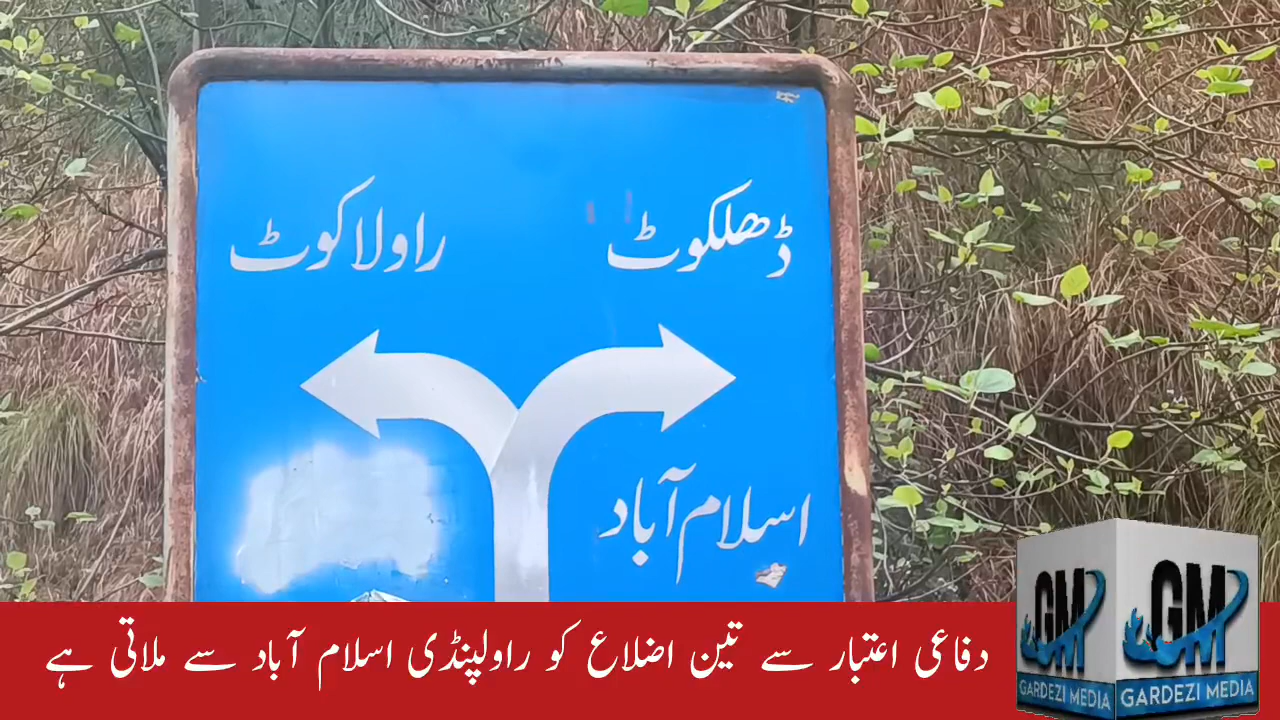 راولاکوٹ ڈھلکوٹ
اسلام آباد
دفاعی اعتبار سے تین اضلاع کو راولپنڈی اسلام آباد سے ملاتی ہے
GM GM
GARDEZI MEDIA GARDEZI MEDIA